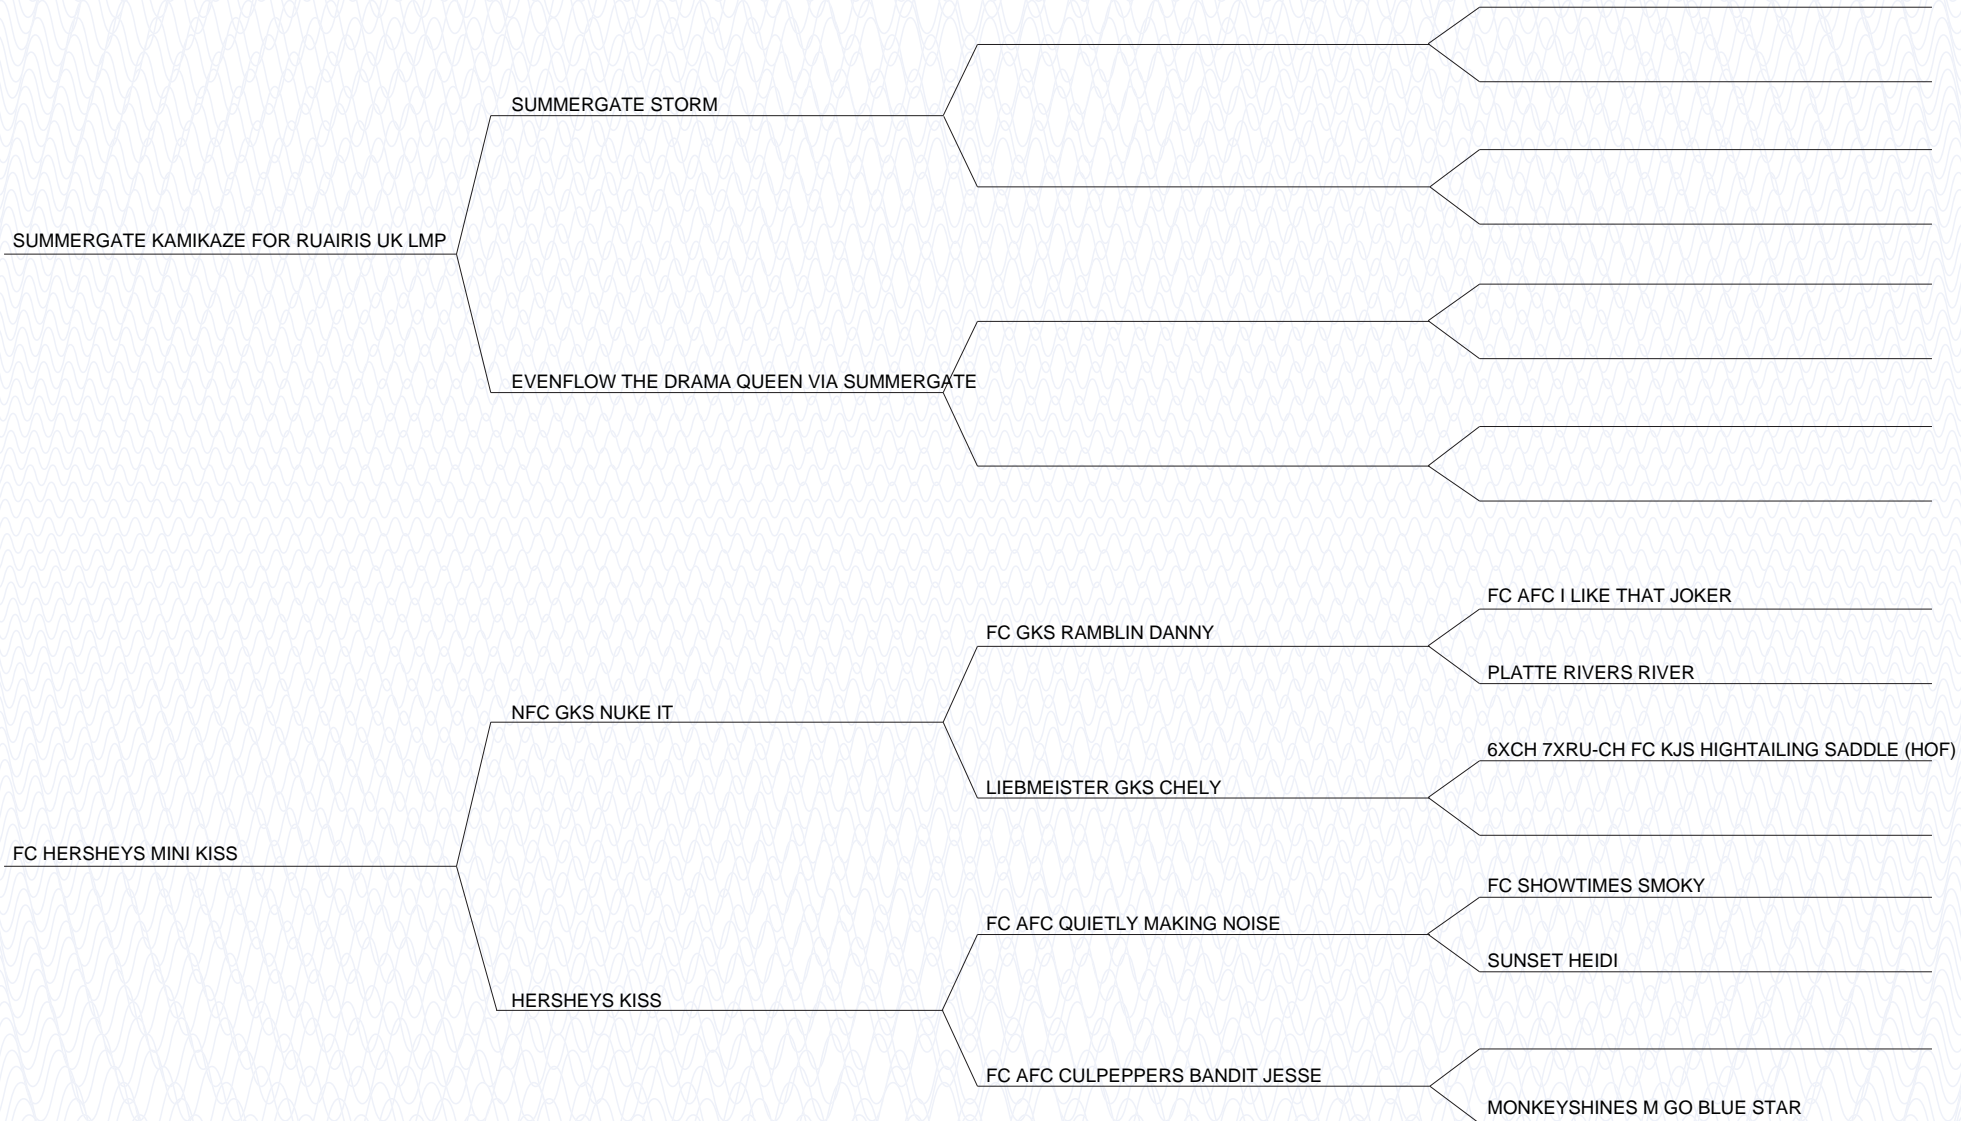 SUMMERGATE STORM
SUMMERGATE KAMIKAZE FOR RUAIRIS UK LMP
EVENFLOW THE DRAMA QUEEN VIA SUMMERGATE
FC AFC I LIKE THAT JOKER
FC GKS RAMBLIN DANNY
PLATTE RIVERS RIVER
NFC GKS NUKE IT
6XCH 7XRU-CH FC KJS HIGHTAILING SADDLE (HOF)
LIEBMEISTER GKS CHELY
FC HERSHEYS MINI KISS
FC SHOWTIMES SMOKY
FC AFC QUIETLY MAKING NOISE
SUNSET HEIDI
HERSHEYS KISS
FC AFC CULPEPPERS BANDIT JESSE
MONKEYSHINES M GO BLUE STAR